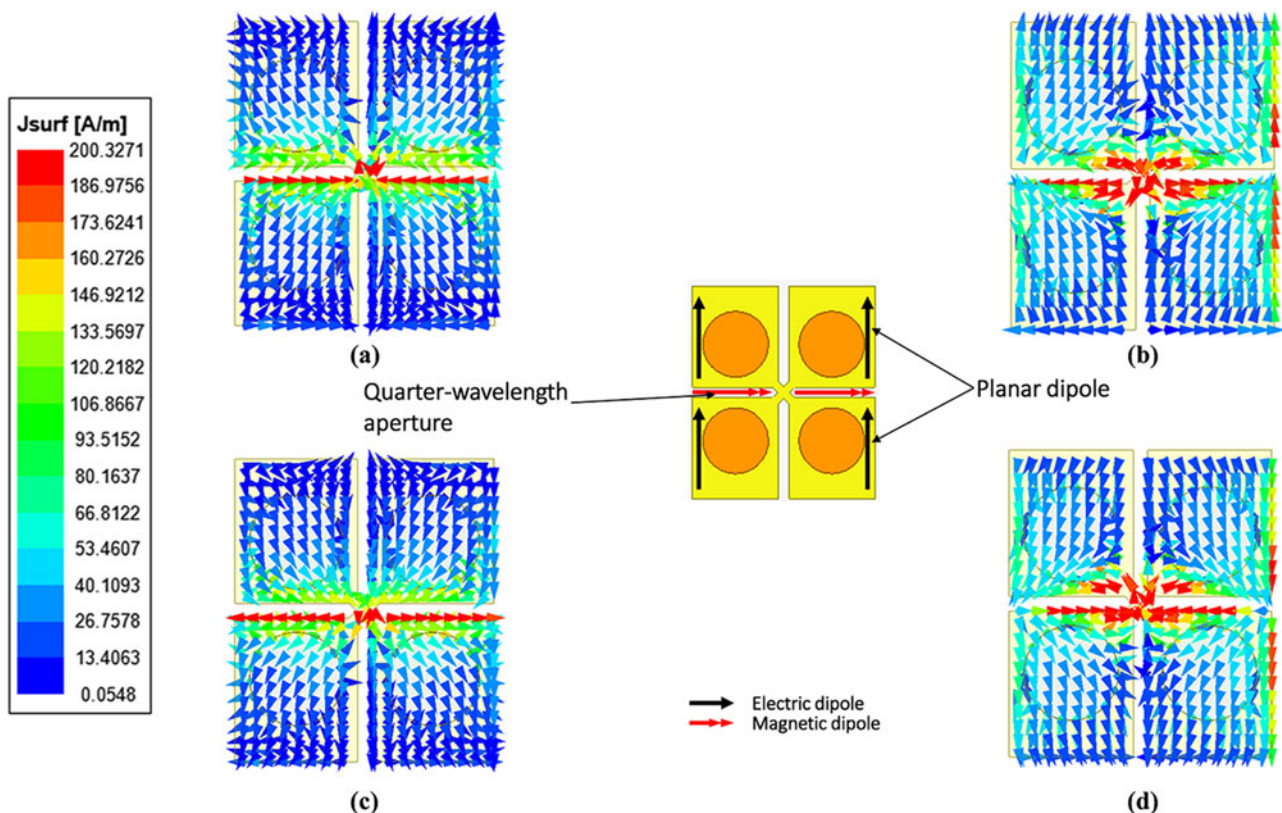 Jsurf [A/m]
200.3271
186.9756
173.6241
160.2726
146.9212
133.5697
120.2182
106.8667
93.5152
80.1637
66.8122
53.4607
40.1093
26.7578
13.4063
0.0548
(a)
(b)
Quarter-wavelength
aperture
Planar dipole
Electric dipole
Magnetic dipole
(c)
(d)